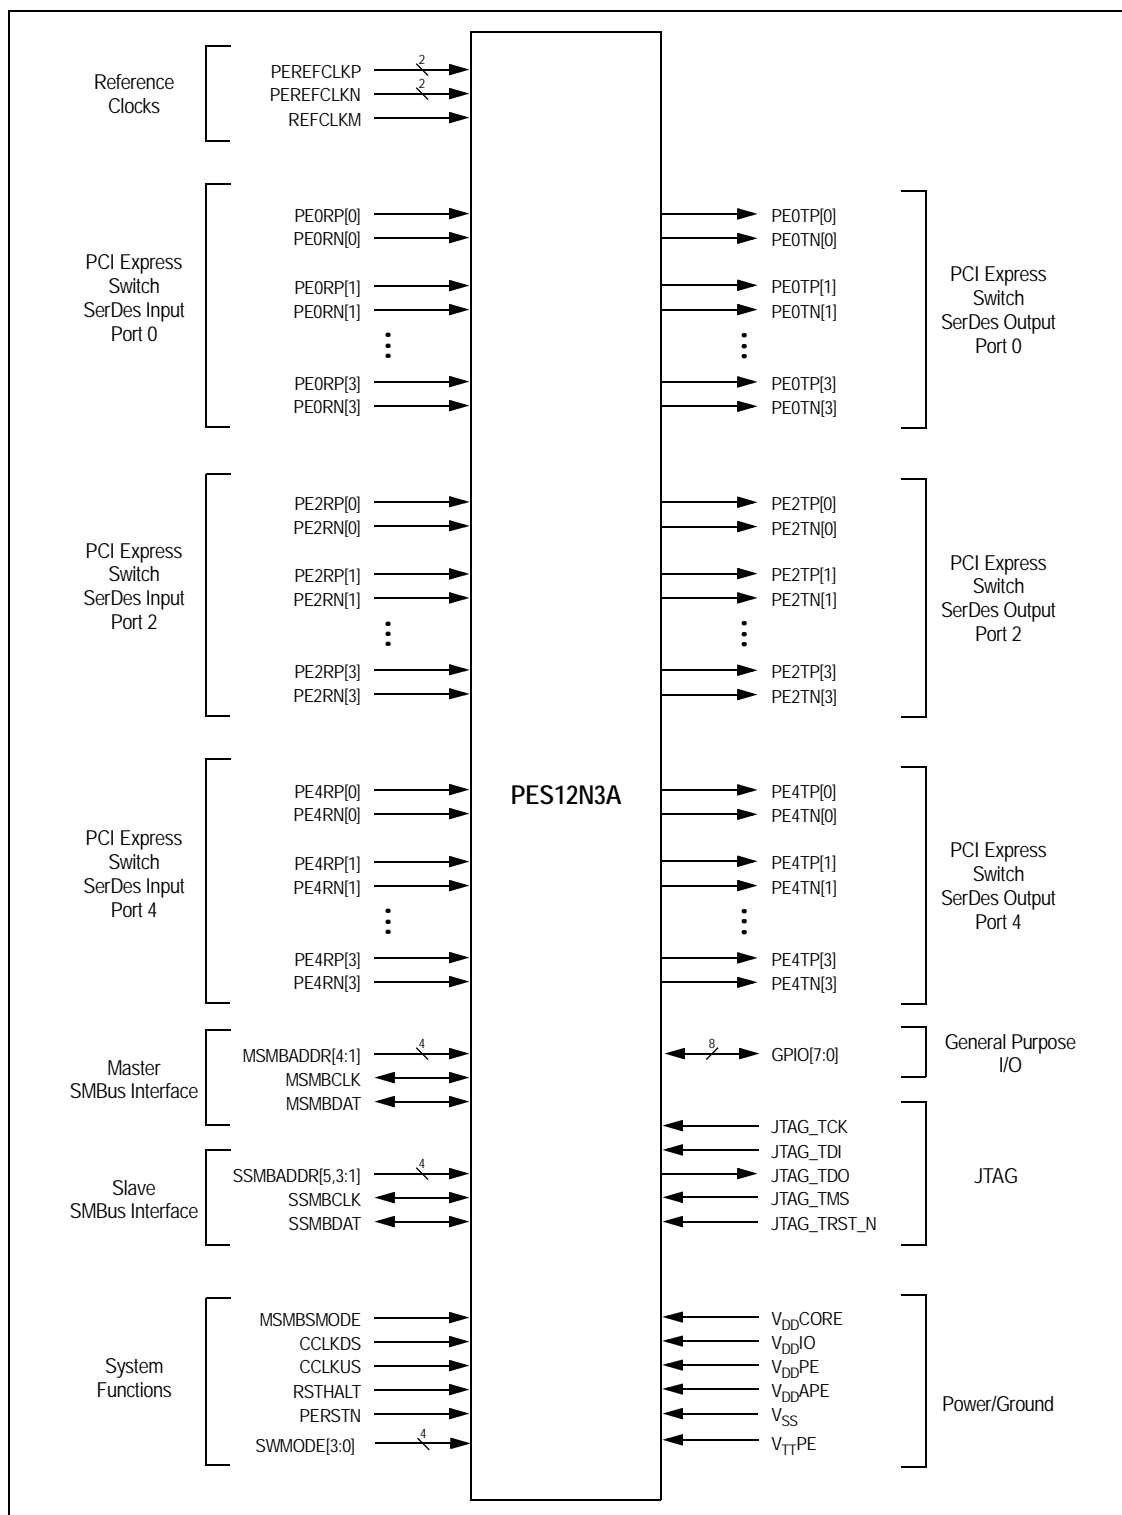 Reference
Clocks
PEREFCLKP
2
PEREFCLKN
2
REFCLKM
PCI Express
Switch
SerDes Input
Port 0
PE0RP[0]
PE0RN[0]
PE0RP[1]
PE0RN[1]
PE0RP[3]
PE0RN[3]
PCI Express
Switch
SerDes Input
Port 2
PE2RP[0]
PE2RN[0]
PE2RP[1]
PE2RN[1]
PE2RP[3]
PE2RN[3]
PCI Express
Switch
SerDes Input
Port 4
PE4RP[0]
PE4RN[0]
PE4RP[1]
PE4RN[1]
PE4RP[3]
PE4RN[3]
Master
SMBus Interface
MSMBADDR[4:1]
4
MSMBCLK
MSMBDAT
Slave
SMBus Interface
SSMBADDR[5,3:1]
4
SSMBCLK
SSMBDAT
System
Functions
MSMBSMODE
CCLKDS
CCLKUS
RSTHALT
PERSTN
SWMODE[3:0]
4
PES12N3A
PE0TP[0]
PE0TN[0]
PE0TP[1]
PE0TN[1]
PE0TP[3]
PE0TN[3]
PCI Express
Switch
SerDes Output
Port 0
PE2TP[0]
PE2TN[0]
PE2TP[1]
PE2TN[1]
PE2TP[3]
PE2TN[3]
PCI Express
Switch
SerDes Output
Port 2
PE4TP[0]
PE4TN[0]
PE4TP[1]
PE4TN[1]
PE4TP[3]
PE4TN[3]
PCI Express
Switch
SerDes Output
Port 4
8
GPIO[7:0]
General Purpose
I/O
JTAG_TCK
JTAG_TDI
JTAG_TDO
JTAG_TMS
JTAG_TRST_N
JTAG
VDDCORE
VDDIO
VDDPE
VDDAPE
VSS
VTTPE
Power/Ground